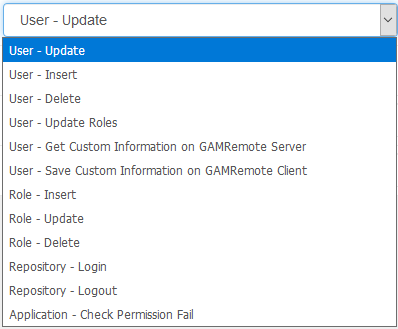 User - Update
User - Update
User - Insert
User - Delete
User - Update Roles
User - Get Custom Information on GAMRemote Server
User - Save Custom Information on GAMRemote Client
Role - Insert
Role - Update
Role - Delete
Repository - Login
Repository - Logout
Application - Check Permission Fail